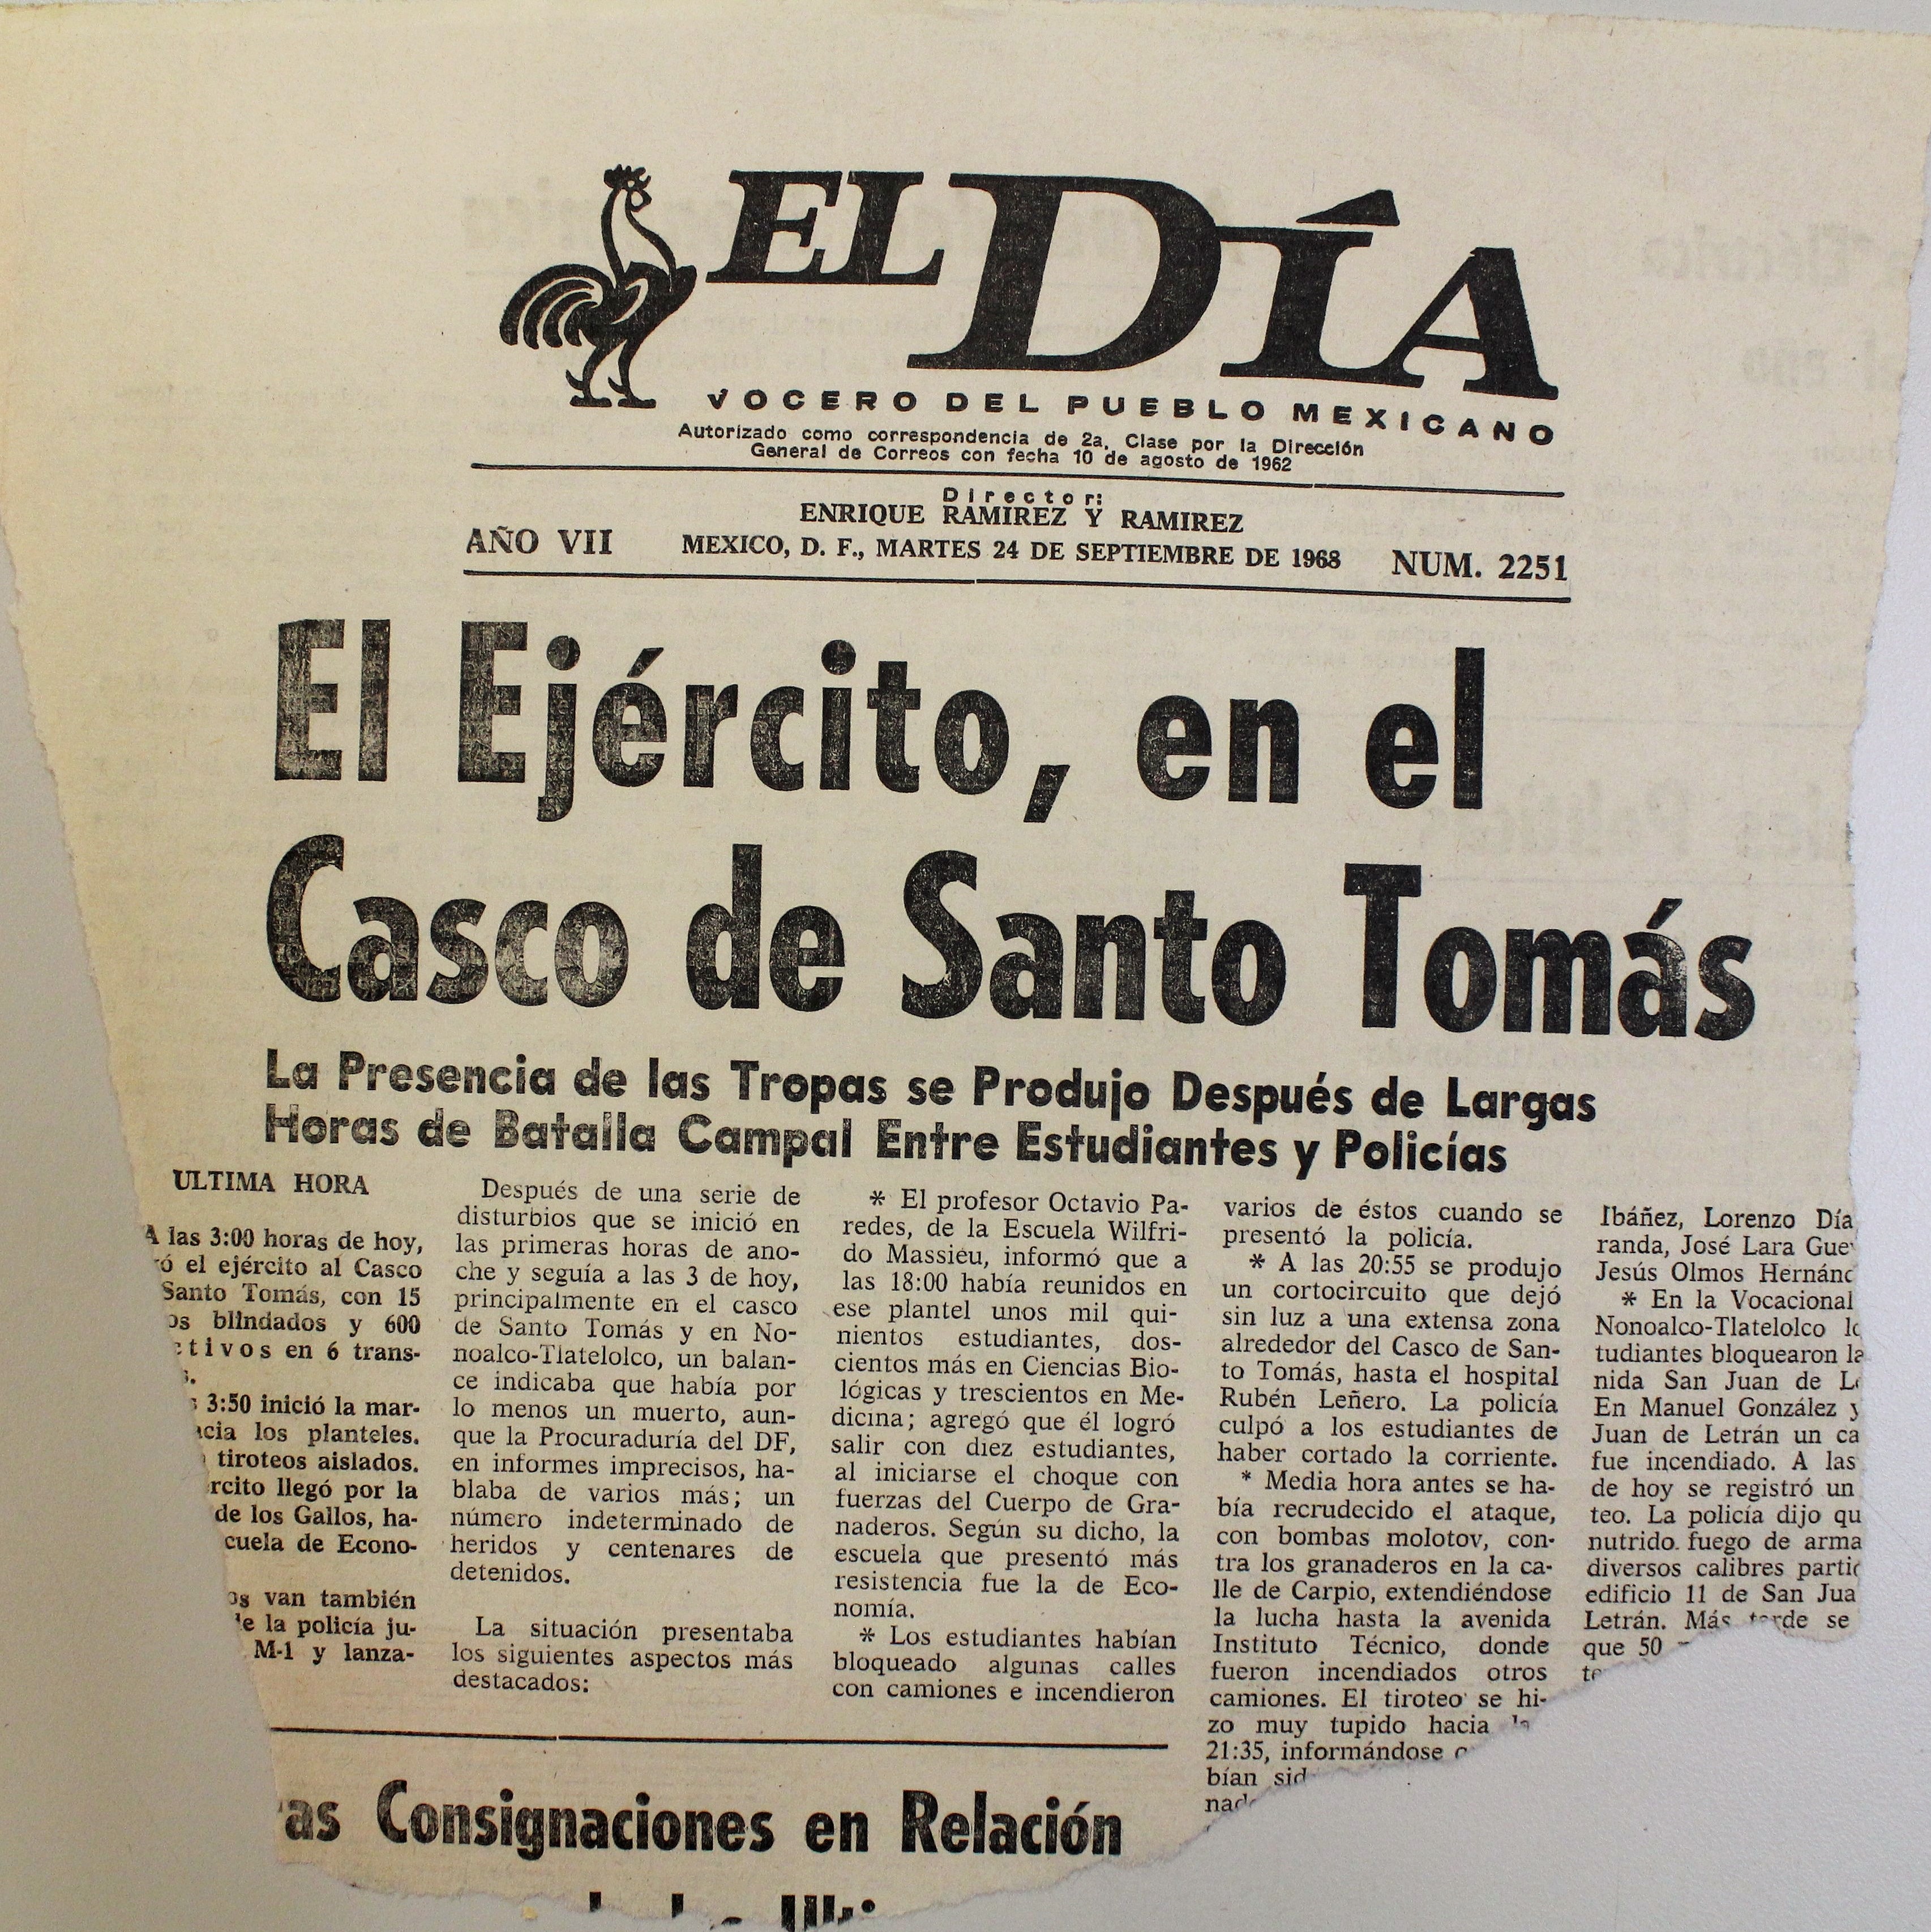 EL DÍA
VOCERO DEL PUEBLO MEXICANO
Autorizado como correspondencia de 2a. Clase por la Dirección
General de Correos con fecha 10 de agosto de 1962
Director:
ENRIQUE RAMIREZ Y RAMIREZ
AÑO VII MEXICO, D. F., MARTES 24 DE SEPTIEMBRE DE 1968 NUM. 2251
El Ejército, en el
Casco de Santo Tomás
La Presencia de las Tropas se Produjo Después de Largas
Horas de Batalla Campal Entre Estudiantes y Policías
ULTIMA HORA
A las 3:00 horas de hoy,
el ejército al Casco
Santo Tomás, con 15
blindados y 600
en 6 trans-
3:50 inició la mar-
los planteles.
tiroteos aislados.
llegó por la
de los Gallos, ha-
de Econo-
van también
la policía ju-
M-1 y lanza-
Después de una serie de
disturbios que se inició en
las primeras horas de ano-
che y seguía a las 3 de hoy,
principalmente en el casco
de Santo Tomás y en No-
noalco-Tlatelolco, un balan-
ce indicaba que había por
lo menos un muerto, aun-
que la Procuraduría del DF,
en informes imprecisos, ha-
blaba de varios más; un
número indeterminado de
heridos y centenares de
detenidos.
La situación presentaba
los siguientes aspectos más
destacados:
* El profesor Octavio Pa-
redes, de la Escuela Wilfri-
do Massieu, informó que a
las 18:00 había reunidos en
ese plantel unos mil qui-
nientos estudiantes, dos-
cientos más en Ciencias Bio-
lógicas y trescientos en Me-
dicina; agregó que él logró
salir con diez estudiantes,
al iniciarse el choque con
fuerzas del Cuerpo de Gra-
naderos. Según su dicho, la
escuela que presentó más
resistencia fue la de Eco-
nomía.
* Los estudiantes habían
bloqueado algunas calles
con camiones e incendieron
varios de éstos cuando se
presentó la policía.
* A las 20:55 se produjo
un cortocircuito que dejó
sin luz a una extensa zona
alrededor del Casco de San-
to Tomás, hasta el hospital
Rubén Leñero. La policía
culpó a los estudiantes de
haber cortado la corriente.
* Media hora antes se ha-
bía recrudecido el ataque,
con bombas molotov, con-
tra los granaderos en la ca-
lle de Carpio, extendiéndose
la lucha hasta la avenida
Instituto Técnico, donde
fueron incendiados otros
camiones. El tiroteo se hi-
zo muy tupido hacia
21:35, informándose
bían
Ibáñez, Lorenzo
randa, José Lara
Jesús Olmos
* En la Vocacional
Nonoalco-Tlatelolco
tudiantes bloquearon
nida San Juan de
En Manuel González
Juan de Letrán un
fue incendiado. A las
de hoy se registró un
teo. La policía dijo
nutrido fuego de
diversos calibres
edificio 11 de San
Letrán. Más tarde se
que 50
Consignaciones en Relación